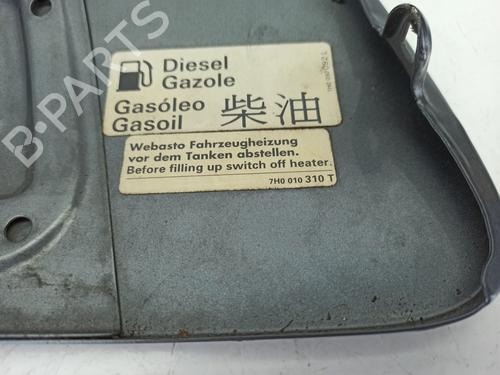 Diesel
Gazole
Gasóleo
Gasoil 柴油
Webasto Fahrzeugheizung
vor dem Tanken abstellen.
Before filling up switch off heater.
7H0 010 310 T
B-PARTS